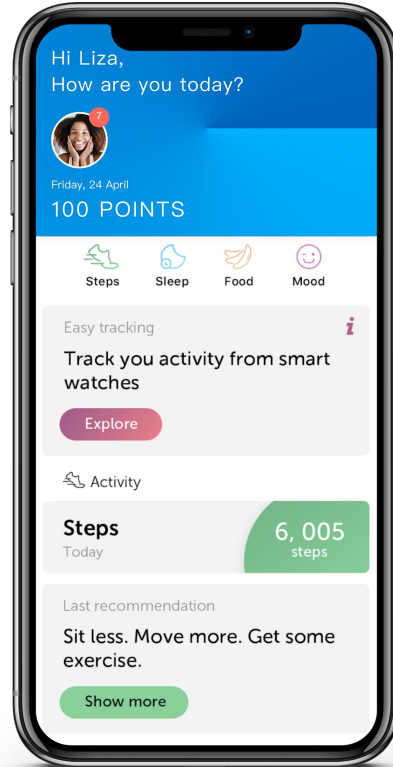 Hi Liza,
How are you today?
7
Friday, 24 April
100 POINTS
Steps Sleep Food Mood
Easy tracking
i
Track you activity from smart
watches
Explore
Activity
Steps
Today
6, 005
steps
Last recommendation
Sit less. Move more. Get some
exercise.
Show more